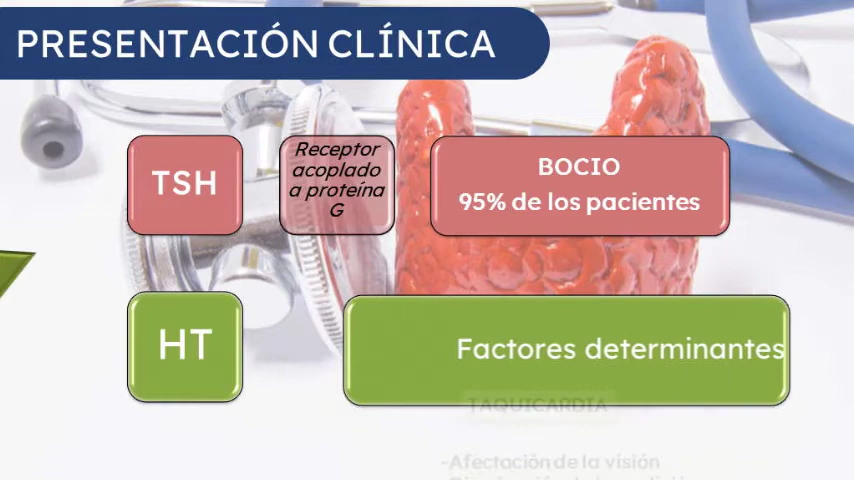 PRESENTACIÓN CLÍNICA
TSH
Receptor
acoplado
a proteína
G
BOCIO
95% de los pacientes
HT
Factores determinantes
TAQUICARDIA
-Afectación de la visión